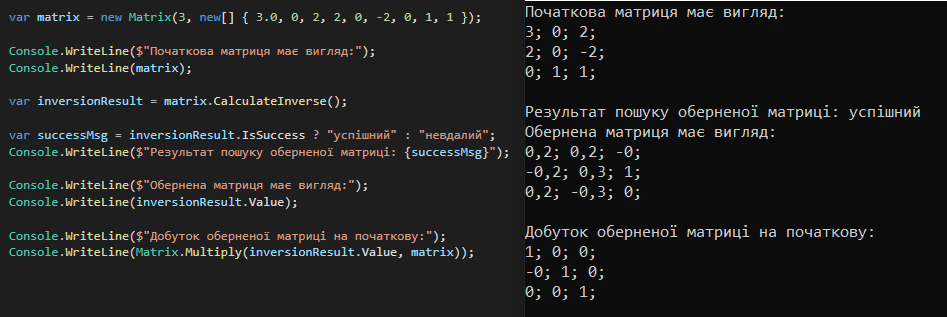 var matrix = new Matrix(3, new[] { 3.0, 0, 2, 2, 0, -2, 0, 1, 1 });
Console.WriteLine($"Початкова матриця має вигляд:");
Console.WriteLine(matrix);
var inversionResult = matrix.CalculateInverse();
var successMsg = inversionResult.IsSuccess ? "успішний" : "невдалий";
Console.WriteLine($"Результат пошуку оберненої матриці: {successMsg}");
Console.WriteLine($"Обернена матриця має вигляд:");
Console.WriteLine(inversionResult.Value);
Console.WriteLine($"Добуток оберненої матриці на початкову:");
Console.WriteLine(Matrix.Multiply(inversionResult.Value, matrix));
Початкова матриця має вигляд:
3; 0; 2;
2; 0; -2;
0; 1; 1;
Результат пошуку оберненої матриці: успішний
Обернена матриця має вигляд:
0,2; 0,2; -0;
-0,2; 0,3; 1;
0,2; -0,3; 0;
Добуток оберненої матриці на початкову:
1; 0; 0;
-0; 1; 0;
0; 0; 1;